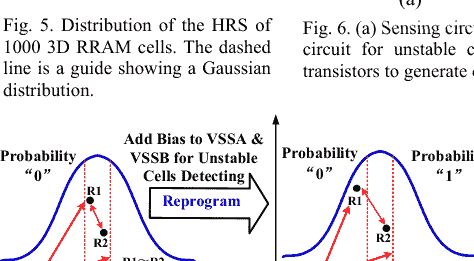 (a)
Fig. 5. Distribution of the HRS of
1000 3D RRAM cells. The dashed
line is a guide showing a Gaussian
distribution.
Fig. 6. (a) Sensing circ
circuit for unstable c
transistors to generate
Probability
"0"
R1
R2
Add Bias to VSSA &
VSSB for Unstable
Cells Detecting
Reprogram
Probability
"0"
R1
R2
Probabilit
"1"